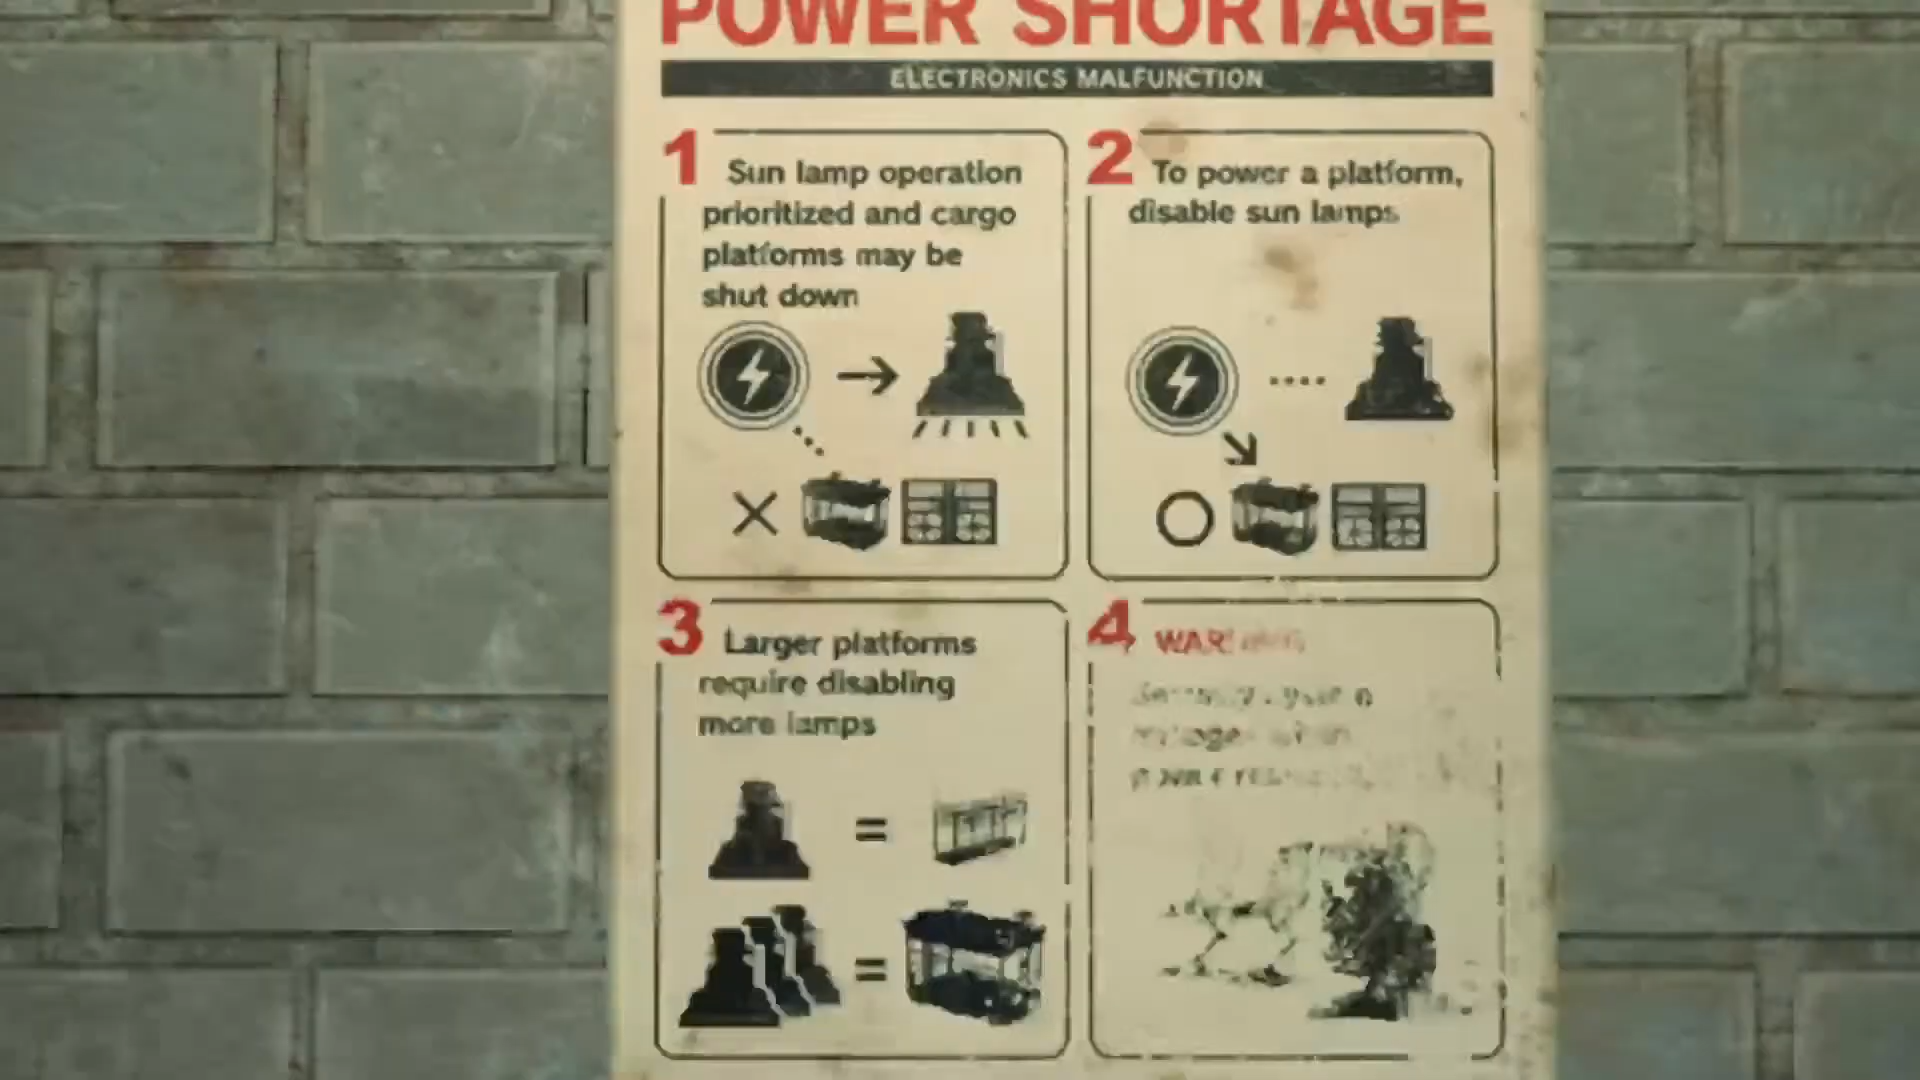 POWER SHORTAGE
ELECTRONICS MALFUNCTION
1 Sun lamp operation
prioritized and cargo
platforms may be
shut down
2 To power a platform,
disable sun lamps
3 Larger platforms
require disabling
more lamps
4